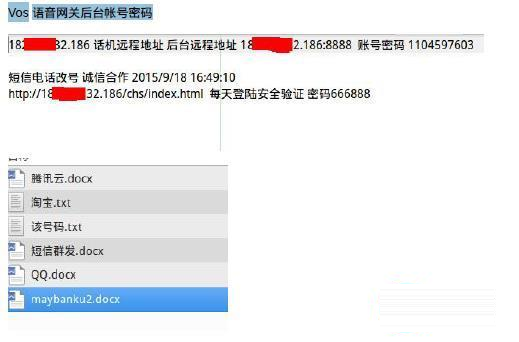 Vos 语音网关后台帐号密码
182 32.186 话机远程地址 后台远程地址 18 2.186:8888 账号密码 1104597603
短信电话改号 诚信合作 2015/9/18 16:49:10
http://18 32.186/chs/index.html 每天登陆安全验证 密码666888
腾讯云.docx
淘宝.txt
该号码.txt
短信群发.docx
QQ.docx
maybanku2.docx